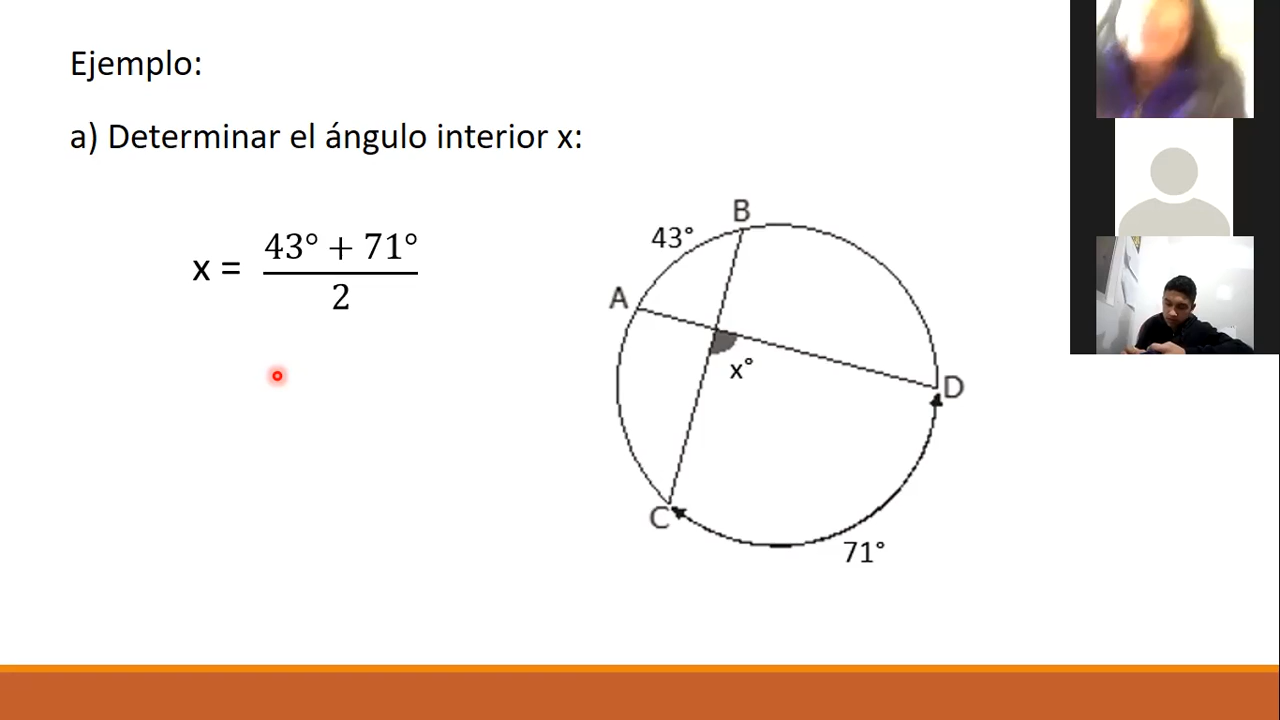 Ejemplo:
a) Determinar el ángulo interior x:
x = 43° + 71°
2
B
43°
A
x°
D
C
71°